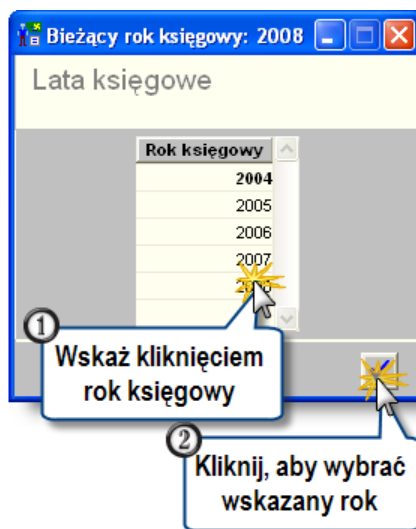 Bieżący rok księgowy: 2008
Lata księgowe
Rok księgowy
2004
2005
2006
2007
1
Wskaż kliknięciem
rok księgowy
2
Kliknij, aby wybrać
wskazany rok